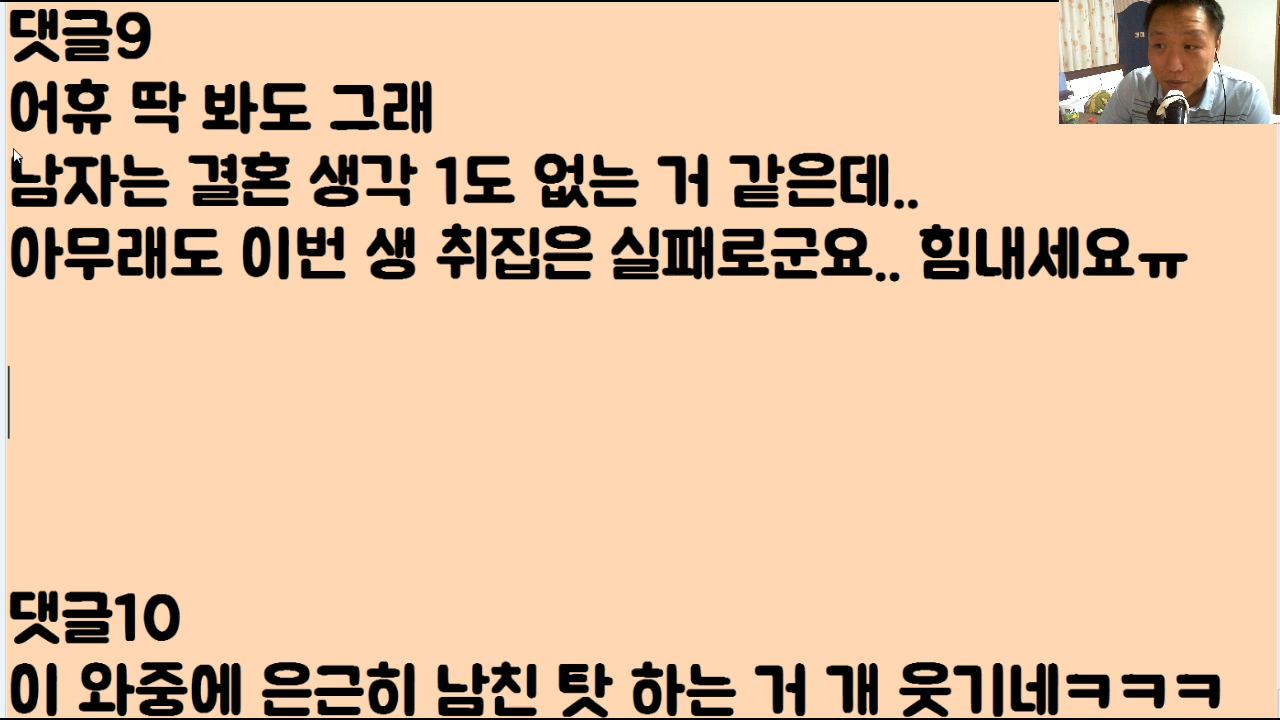 댓글9
어휴 딱 봐도 그래
남자는 결혼 생각 1도 없는 거 같은데..
아무래도 이번 생 취집은 실패로군요.. 힘내세요ㅠ
댓글10
이 와중에 은근히 남친 탓 하는 거 개 웃기네ㅋㅋㅋ